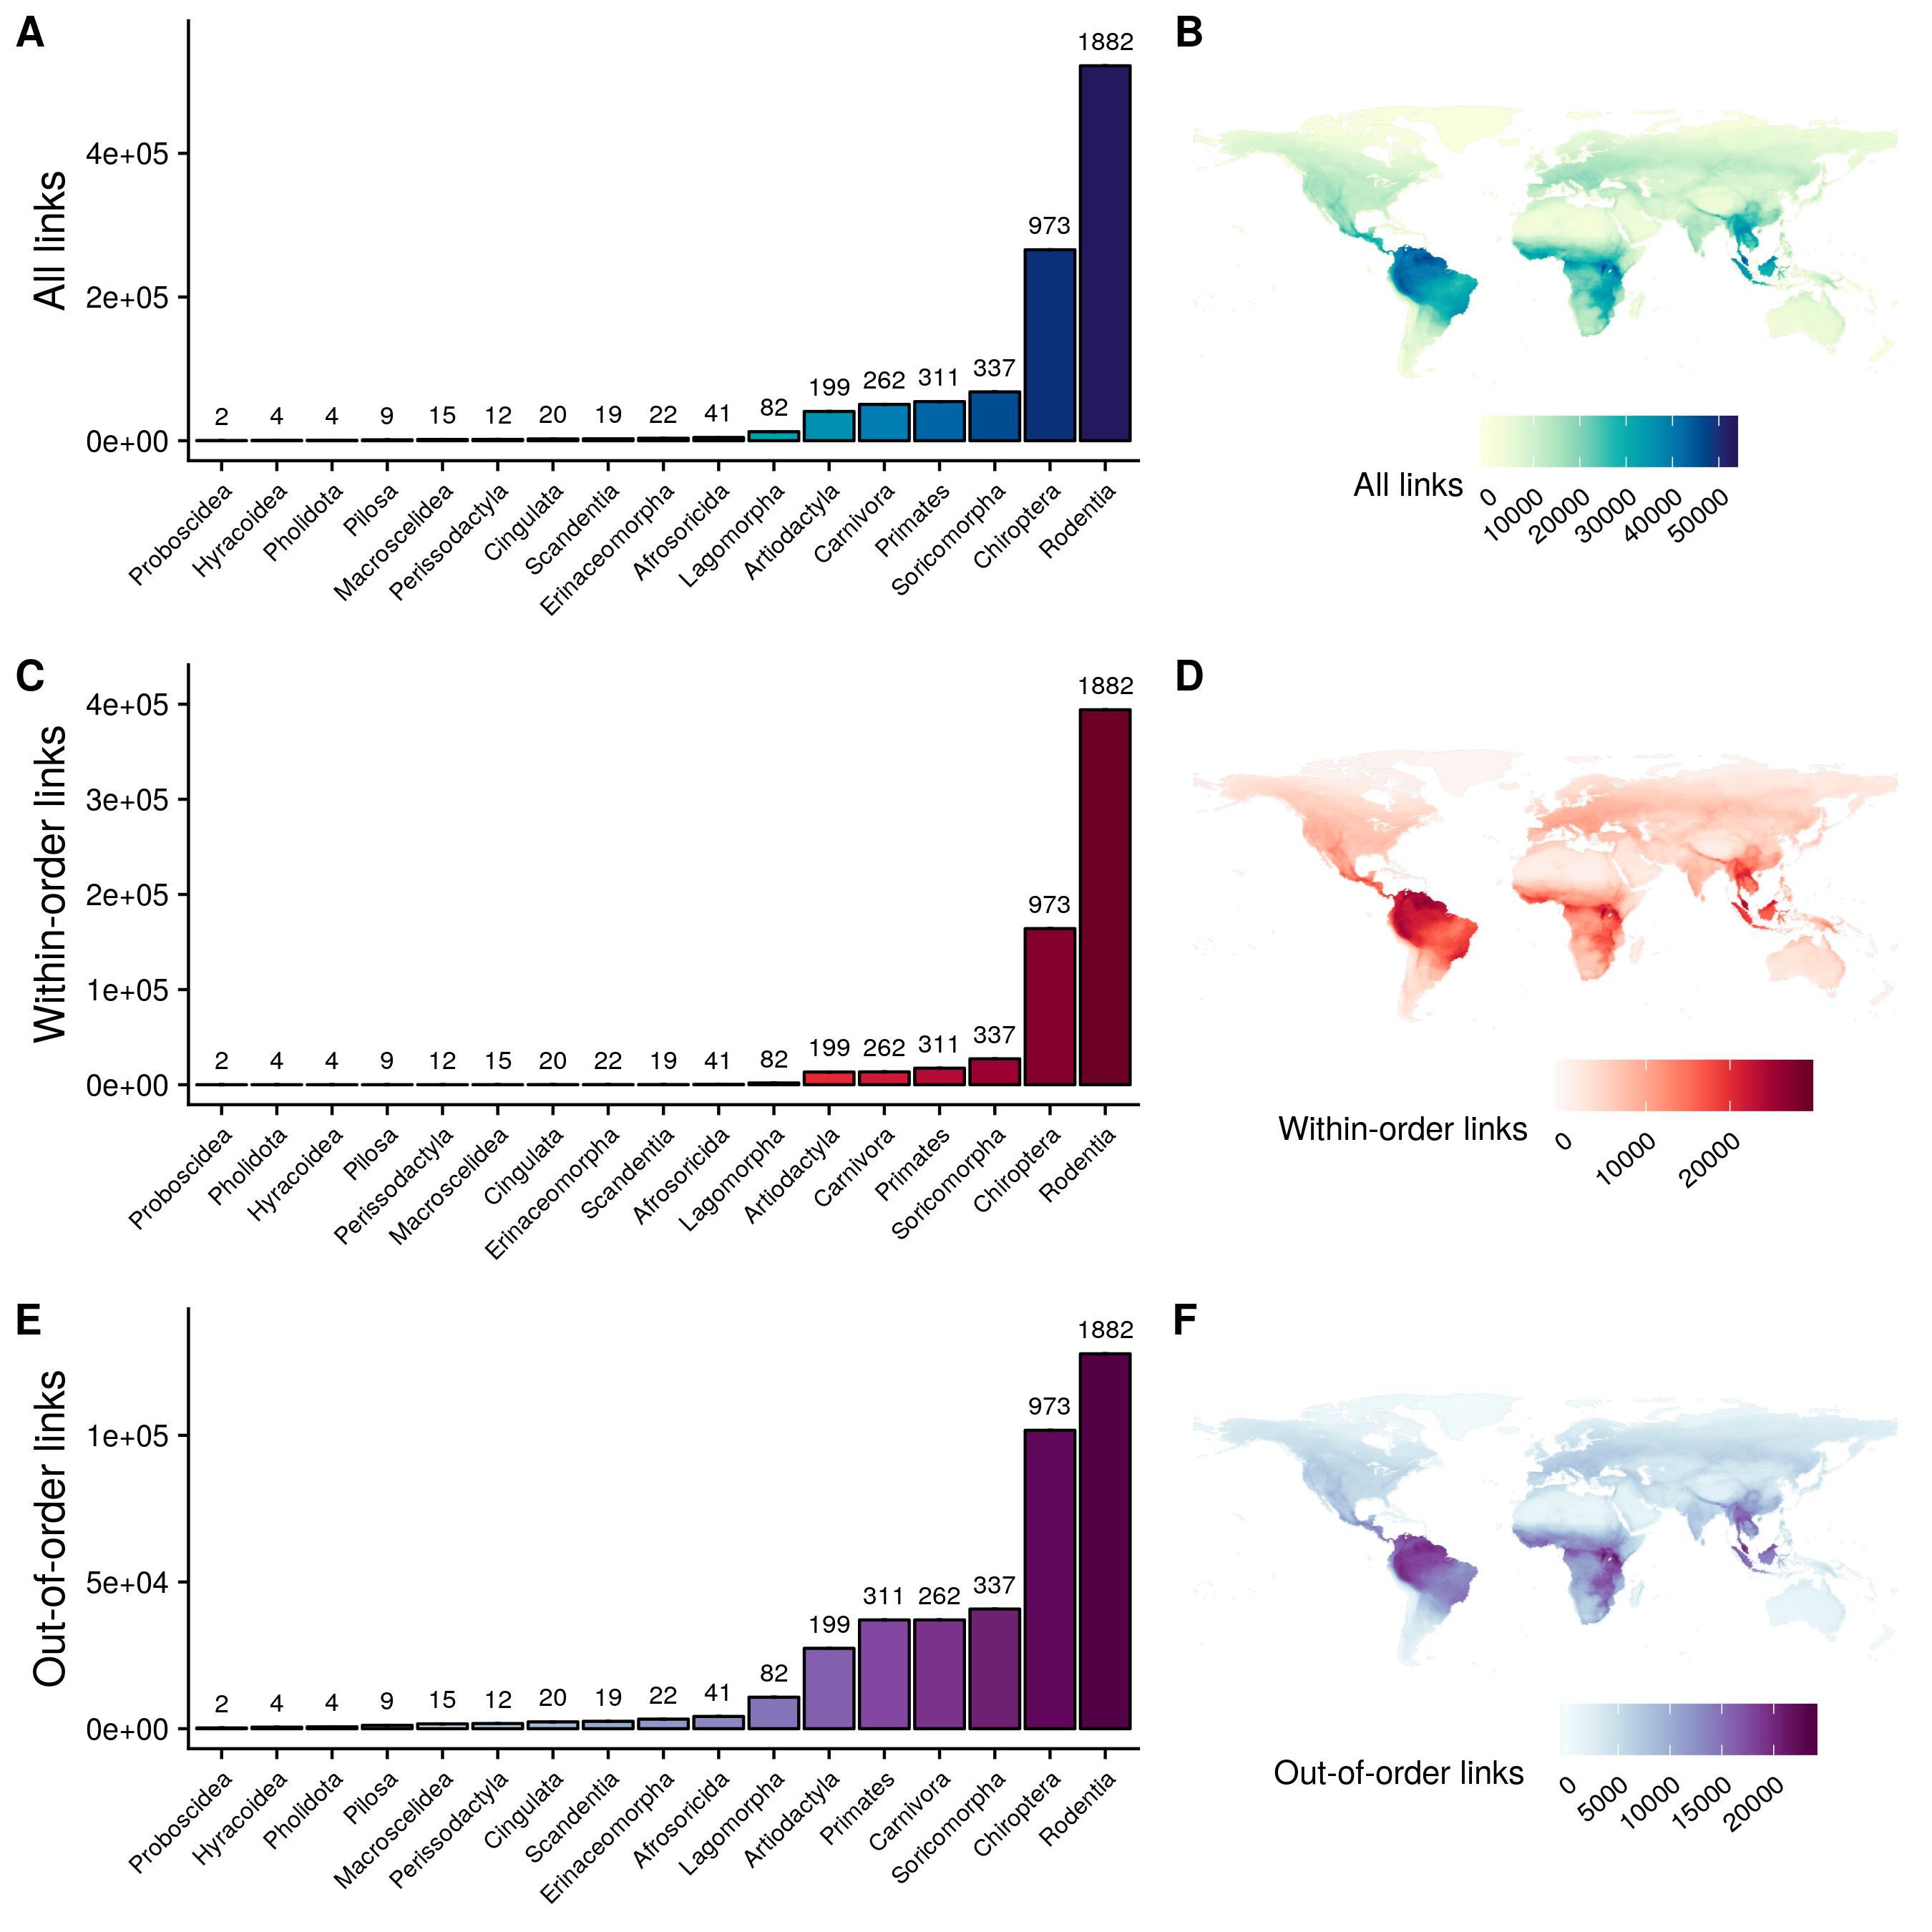 A
All links
4e+05
2e+05
0e+00
2 4 4 9 15 12 20 19 22 41 82 199 262 311 337 973 1882
Proboscidea
Hyracoidea
Pholidota
Pilosa
Macroscelidea
Perissodactyla
Cingulata
Scandentia
Erinaceomorpha
Afrosoricida
Lagomorpha
Artiodactyla
Carnivora
Primates
Soricomorpha
Chiroptera
Rodentia
B
All links
0 10000 20000 30000 40000 50000
C
Within-order links
4e+05
3e+05
2e+05
1e+05
0e+00
2 4 4 9 12 15 20 22 19 41 82 199 262 311 337 973 1882
Proboscidea
Pholidota
Hyracoidea
Pilosa
Perissodactyla
Macroscelidea
Cingulata
Erinaceomorpha
Scandentia
Afrosoricida
Lagomorpha
Artiodactyla
Carnivora
Primates
Soricomorpha
Chiroptera
Rodentia
D
Within-order links
0 10000 20000
E
Out-of-order links
1e+05
5e+04
0e+00
2 4 4 9 15 12 20 19 22 41 82 199 311 262 337 973 1882
Proboscidea
Hyracoidea
Pholidota
Pilosa
Macroscelidea
Perissodactyla
Cingulata
Scandentia
Erinaceomorpha
Afrosoricida
Lagomorpha
Artiodactyla
Primates
Carnivora
Soricomorpha
Chiroptera
Rodentia
F
Out-of-order links
0 5000 10000 15000 20000